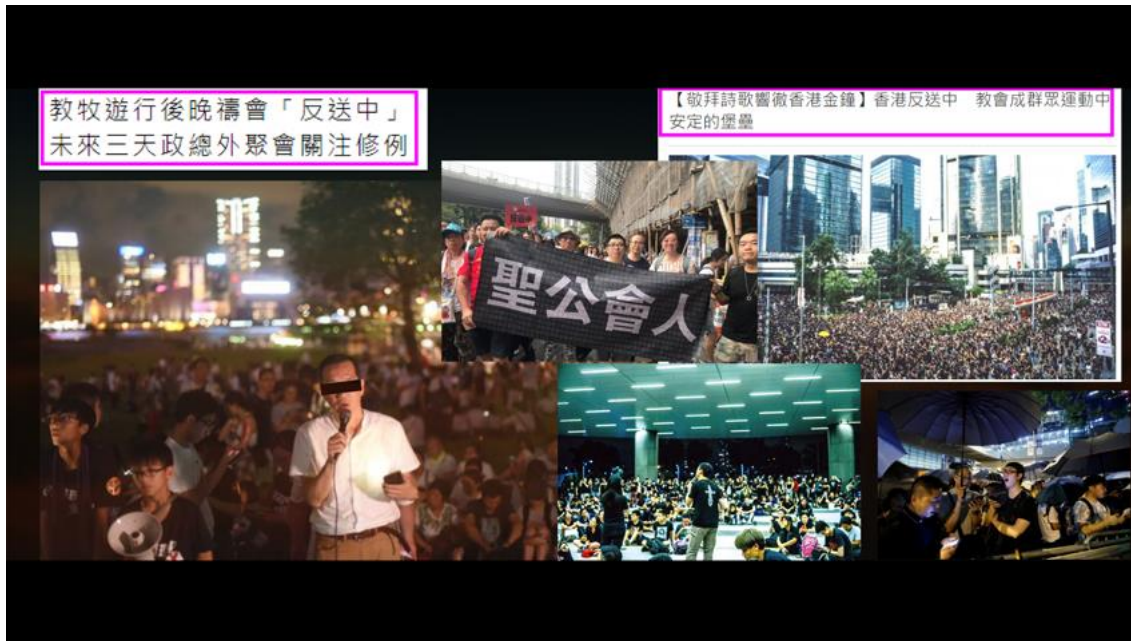 教牧遊行後晚禱會「反送中」
未來三天政總外聚會關注修例
【敬拜詩歌響徹香港金鐘】香港反送中　教會成群眾運動中
安定的堡壘
聖公會人